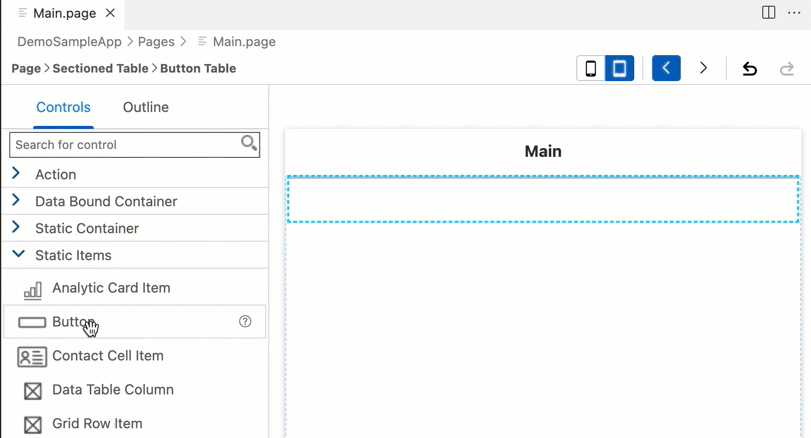 Main.page
DemoSampleApp > Pages > Main.page
Page > Sectioned Table > Button Table
Controls Outline
Search for control
Action
Data Bound Container
Static Container
Static Items
Analytic Card Item
Button
Contact Cell Item
Data Table Column
Grid Row Item
Main